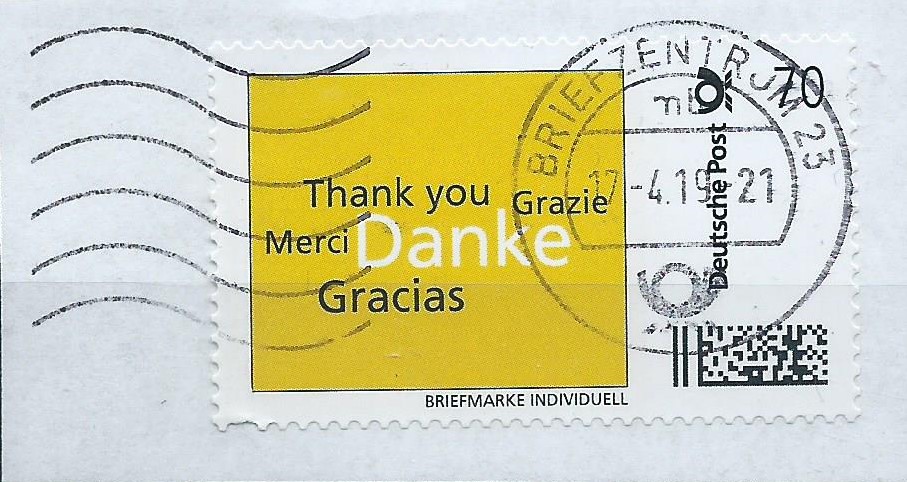 Thank you
Grazie
Merci
Danke
Gracias
BRIEFMARKE INDIVIDUELL
70
Deutsche Post
BRIEFZENTRUM 23
17-4.19-21